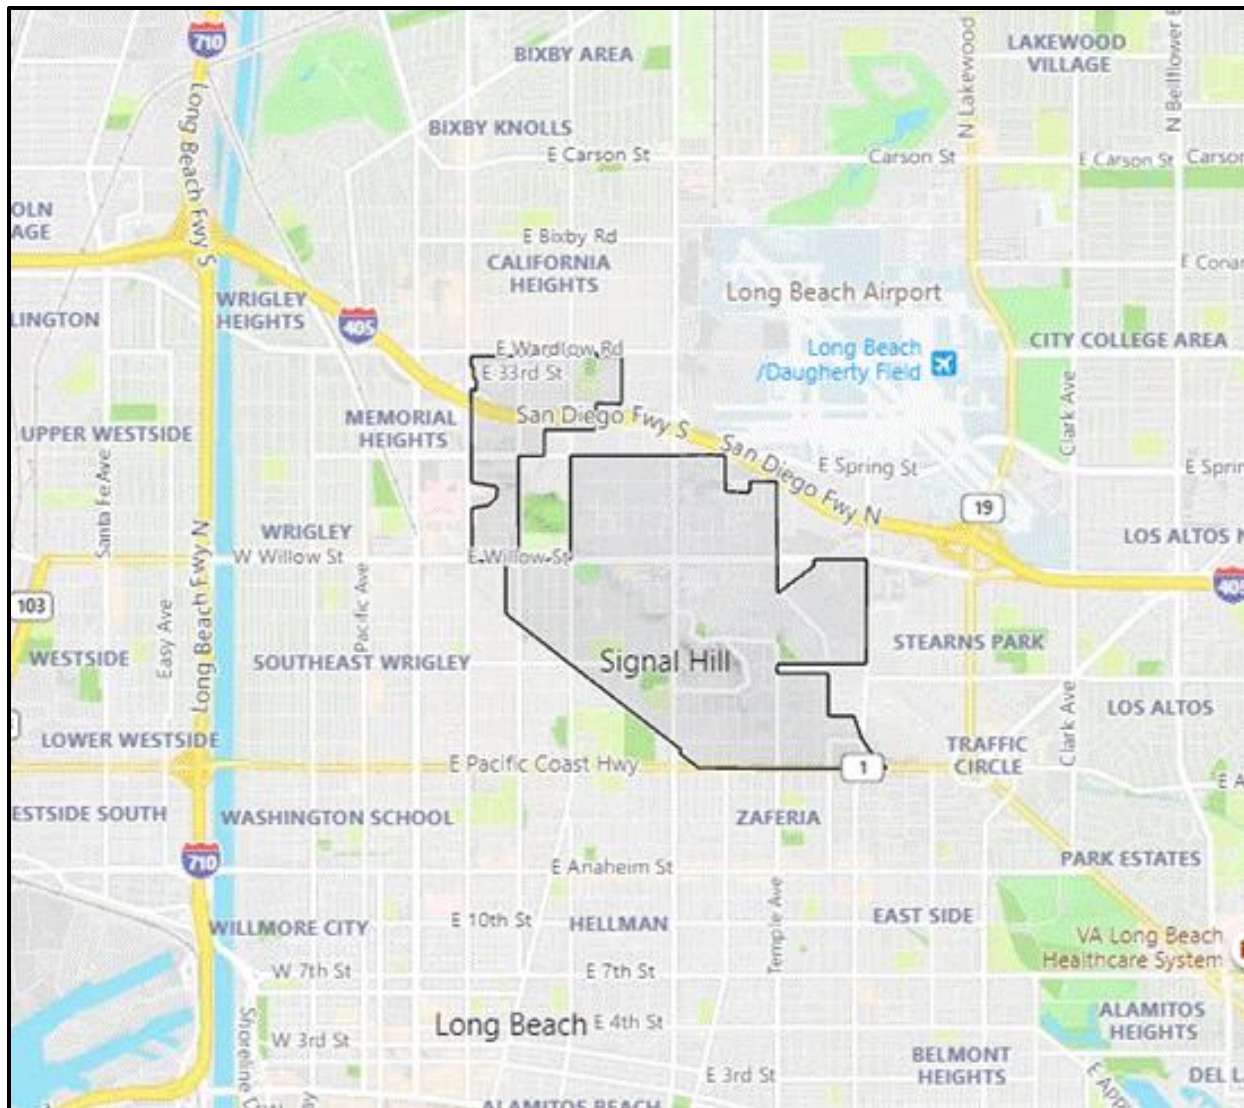 710
BIXBY AREA
LAKEWOOD
VILLAGE
N Lakewood
N Bellflower B
Long Beach Fwy S
BIXBY KNOLLS
E Carson St
Carson St
E Carson St
Carson
OLN
AGE
E Bixby Rd
CALIFORNIA
HEIGHTS
E Conan
WRIGLEY
HEIGHTS
Long Beach Airport
LINGTON
405
E Wardlow Rd
E 33rd St
Long Beach
/Daugherty Field
CITY COLLEGE AREA
UPPER WESTSIDE
MEMORIAL
HEIGHTS
San Diego Fwy S
San Diego Fwy N
Clark Ave
E Spring St
E Sprin
Santa Fe Ave
19
WRIGLEY
W Willow St
E Willow St
LOS ALTOS N
405
103
Easy Ave
Long Beach Fwy N
Pacific Ave
WESTSIDE
SOUTHEAST WRIGLEY
Signal Hill
STEARNS PARK
Clark Ave
LOS ALTOS
LOWER WESTSIDE
E Pacific Coast Hwy
1
TRAFFIC
CIRCLE
E A
ESTSIDE SOUTH
WASHINGTON SCHOOL
ZAFERIA
710
E Anaheim St
PARK ESTATES
WILLMORE CITY
E 10th St
HELLMAN
Temple Ave
EAST SIDE
VA Long Beach
Healthcare System
W 7th St
E 7th St
Shoreline
Long Beach
E 4th St
W 3rd St
ALAMITOS
HEIGHTS
E 3rd St
BELMONT
HEIGHTS
E App
DEL L
ALAMITOS BEACH